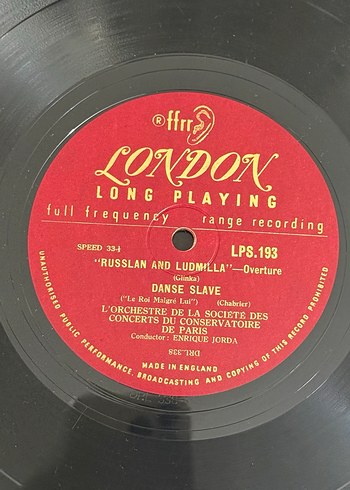 ® ffrr
LONDON
LONG PLAYING
full frequency range recording
SPEED 33⅓
LPS.193
"RUSSLAN AND LUDMILLA"—Overture
(Glinka)
DANSE SLAVE
("Le Roi Malgré Lui") (Chabrier)
L'ORCHESTRE DE LA SOCIÉTÉ DES
CONCERTS DU CONSERVATOIRE
DE PARIS
Conductor: ENRIQUE JORDA
DRL.338
MADE IN ENGLAND
UNAUTHORISED PUBLIC PERFORMANCE, BROADCASTING AND COPYING OF THIS RECORD PROHIBITED